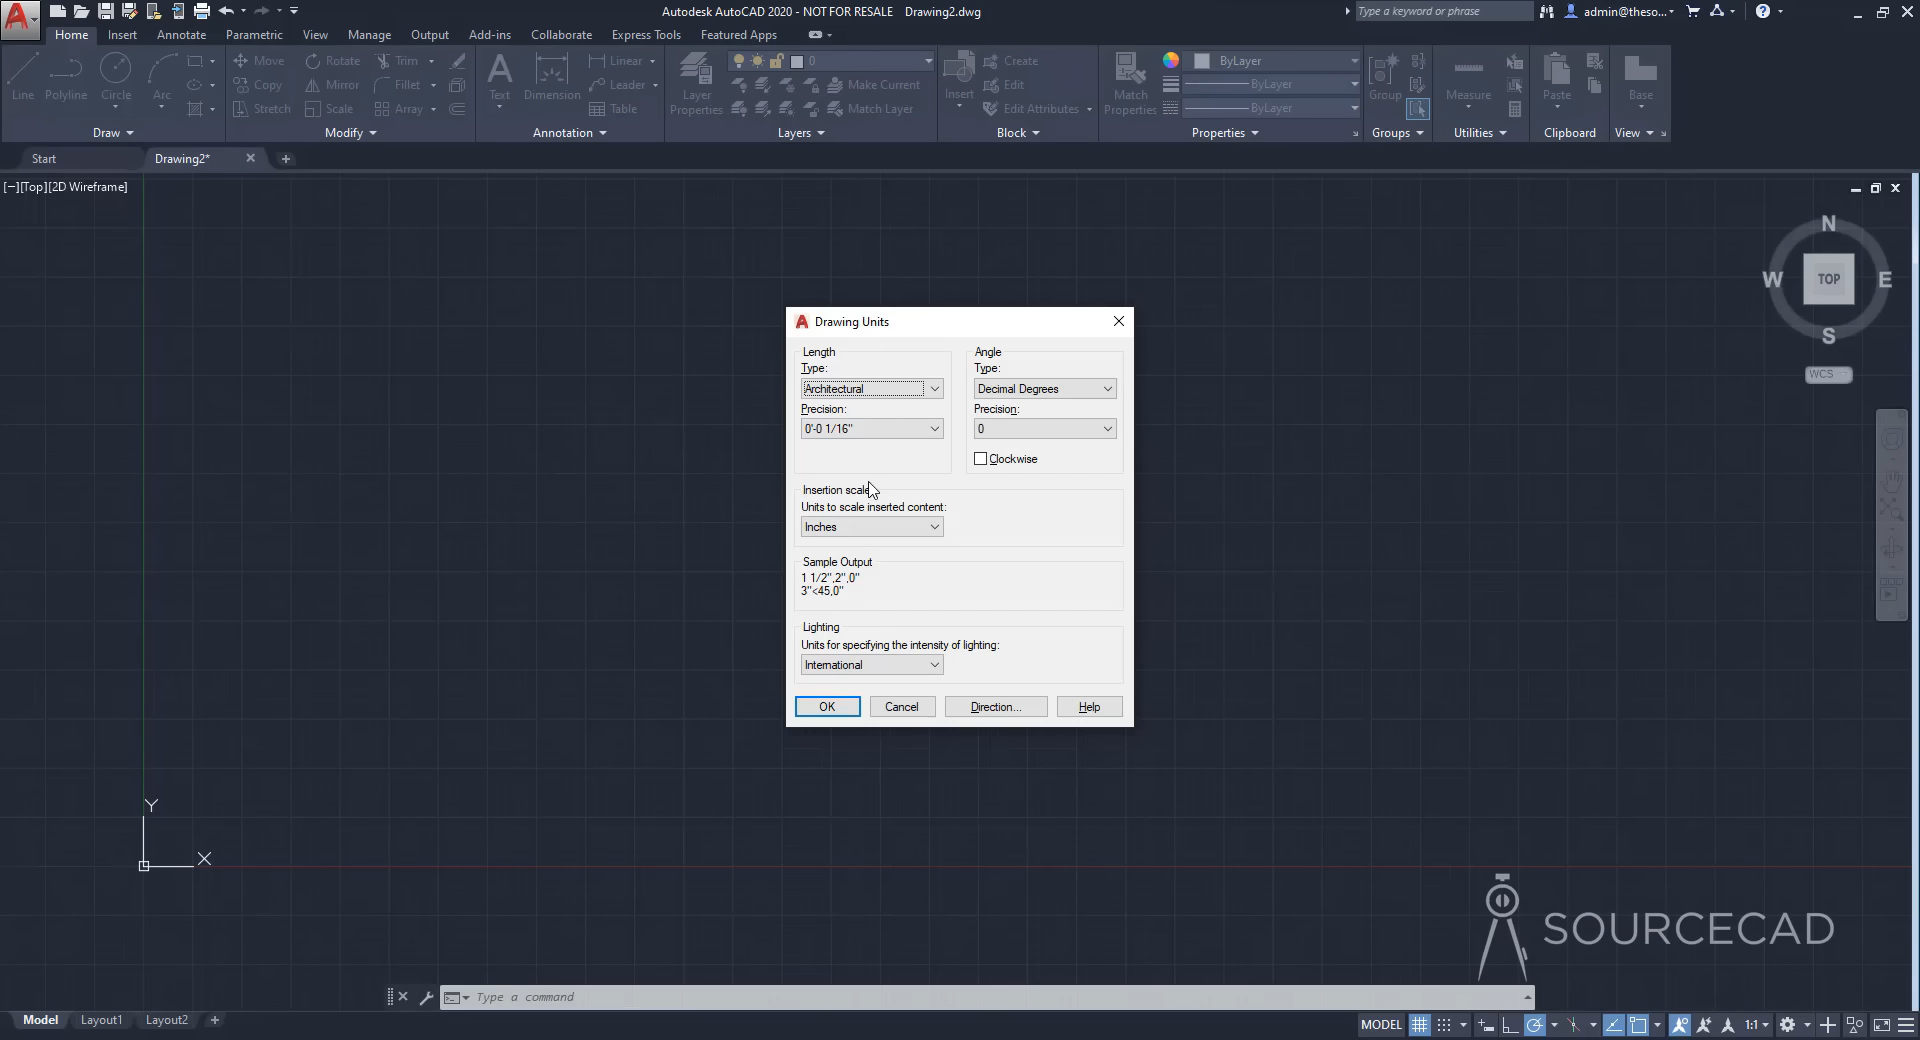 Autodesk AutoCAD 2020 - NOT FOR RESALE Drawing2.dwg
Type a keyword or phrase
admin@theso...
Home Insert Annotate Parametric View Manage Output Add-ins Collaborate Express Tools Featured Apps
Line Polyline Circle Arc
Draw
Move Rotate Trim
Copy Mirror Fillet
Stretch Scale Array
Modify
Text Dimension
Linear
Leader
Table
Annotation
Layer Properties
0
Make Current
Match Layer
Layers
Insert
Create
Edit
Edit Attributes
Block
Match Properties
ByLayer
ByLayer
ByLayer
Properties
Group
Groups
Measure
Utilities
Paste
Clipboard
Base
View
Start Drawing2*
[−][Top][2D Wireframe]
N
W TOP E
S
WCS
Drawing Units
Length
Type:
Architectural
Precision:
0'-0 1/16"
Angle
Type:
Decimal Degrees
Precision:
0
Clockwise
Insertion scale
Units to scale inserted content:
Inches
Sample Output
1 1/2",2",0"
3"<45,0"
Lighting
Units for specifying the intensity of lighting:
International
OK Cancel Direction... Help
Y
X
SOURCECAD
Type a command
Model Layout1 Layout2
MODEL 1:1